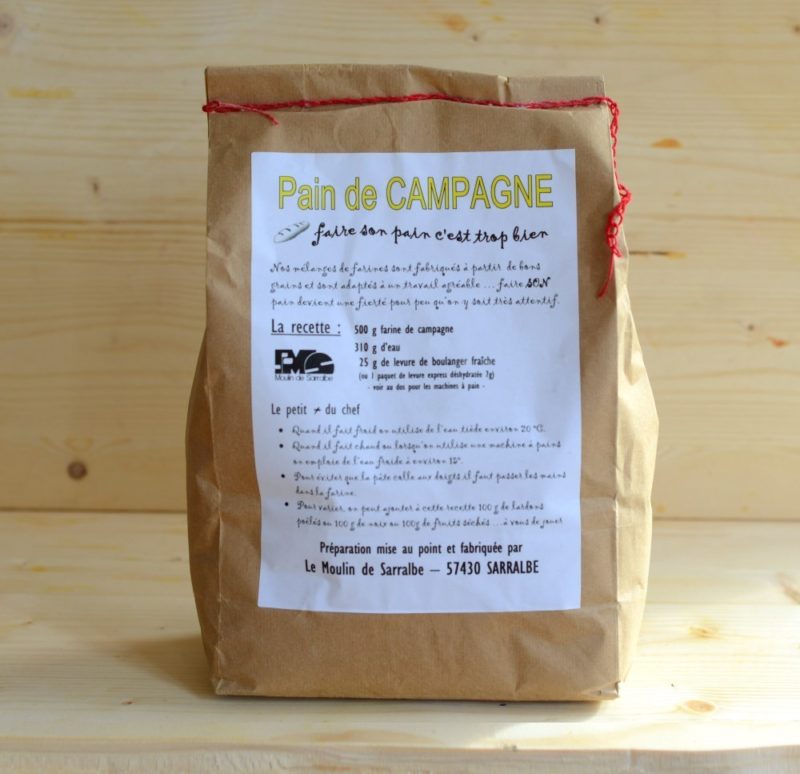 Pain de CAMPAGNE
faire son pain c'est trop bien
Nos mélanges de farines sont fabriqués à partir de bons
grains et sont adaptés à un travail agréable ... faire SON
pain devient une fierté pour peu qu'on y soit très attentif.
La recette : 500 g farine de campagne
310 g d'eau
25 g de levure de boulanger fraîche
(ou 1 paquet de levure express déshydratée 7g)
- voir au dos pour les machines à pain -
Moulin de Sarralbe
Le petit + du chef
• Quand il fait froid on utilise de l'eau tiède environ 20 °C.
• Quand il fait chaud ou lorsqu'on utilise une machine à pains
on emploie de l'eau froide à environ 15°.
• Pour éviter que la pâte colle aux doigts il faut passer les mains
dans la farine.
• Pour varier, on peut ajouter à cette recette 100 g de lardons
poêlés ou 100 g de noix ou 100g de fruits séchés ...à vous de jouer
Préparation mise au point et fabriquée par
Le Moulin de Sarralbe – 57430 SARRALBE